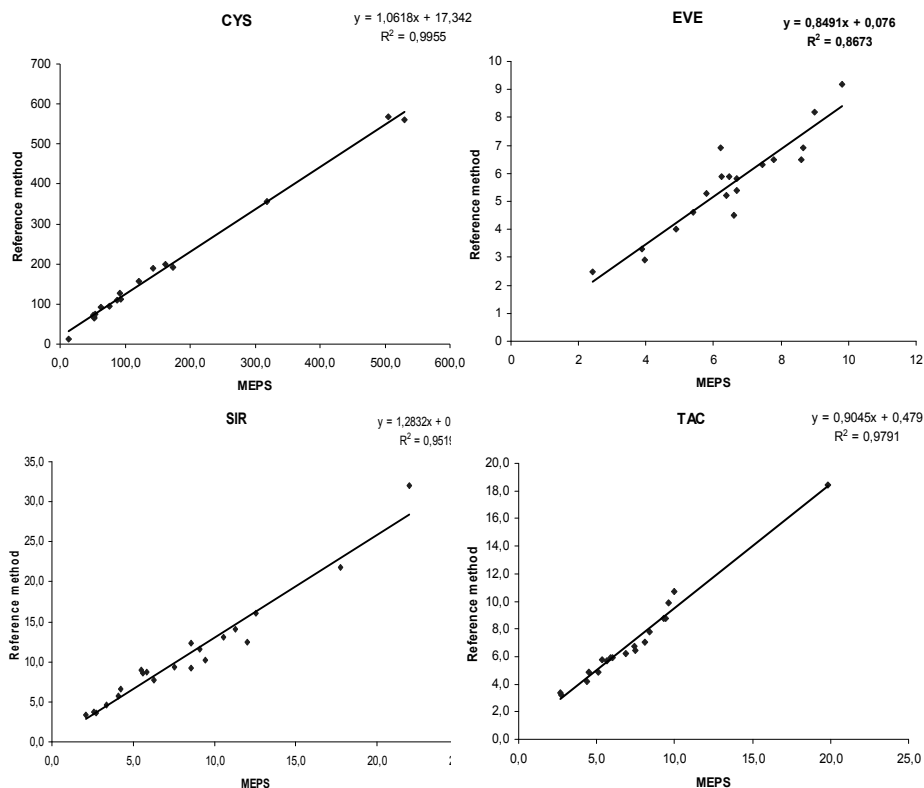 CYS
y = 1,0618x + 17,342
R² = 0,9955
700
600
500
400
300
200
100
0
Reference method
0,0 100,0 200,0 300,0 400,0 500,0 600,0
MEPS
EVE
y = 0,8491x + 0,076
R² = 0,8673
10
9
8
7
6
5
4
3
2
1
0
Reference method
0 2 4 6 8 10 12
MEPS
SIR
y = 1,2832x + 0
R² = 0,9519
35,0
30,0
25,0
20,0
15,0
10,0
5,0
0,0
Reference method
0,0 5,0 10,0 15,0 20,0
MEPS
TAC
y = 0,9045x + 0,479
R² = 0,9791
20,0
18,0
16,0
14,0
12,0
10,0
8,0
6,0
4,0
2,0
0,0
Reference method
0,0 5,0 10,0 15,0 20,0 25,0
MEPS